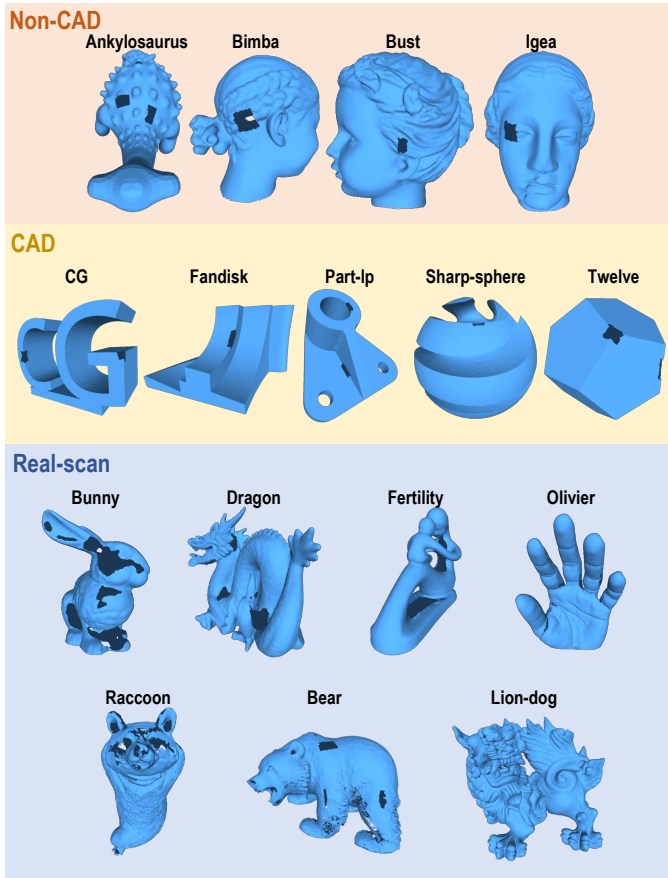 Non-CAD
Ankylosaurus Bimba Bust Igea
CAD
CG Fandisk Part-lp Sharp-sphere Twelve
Real-scan
Bunny Dragon Fertility Olivier
Raccoon Bear Lion-dog